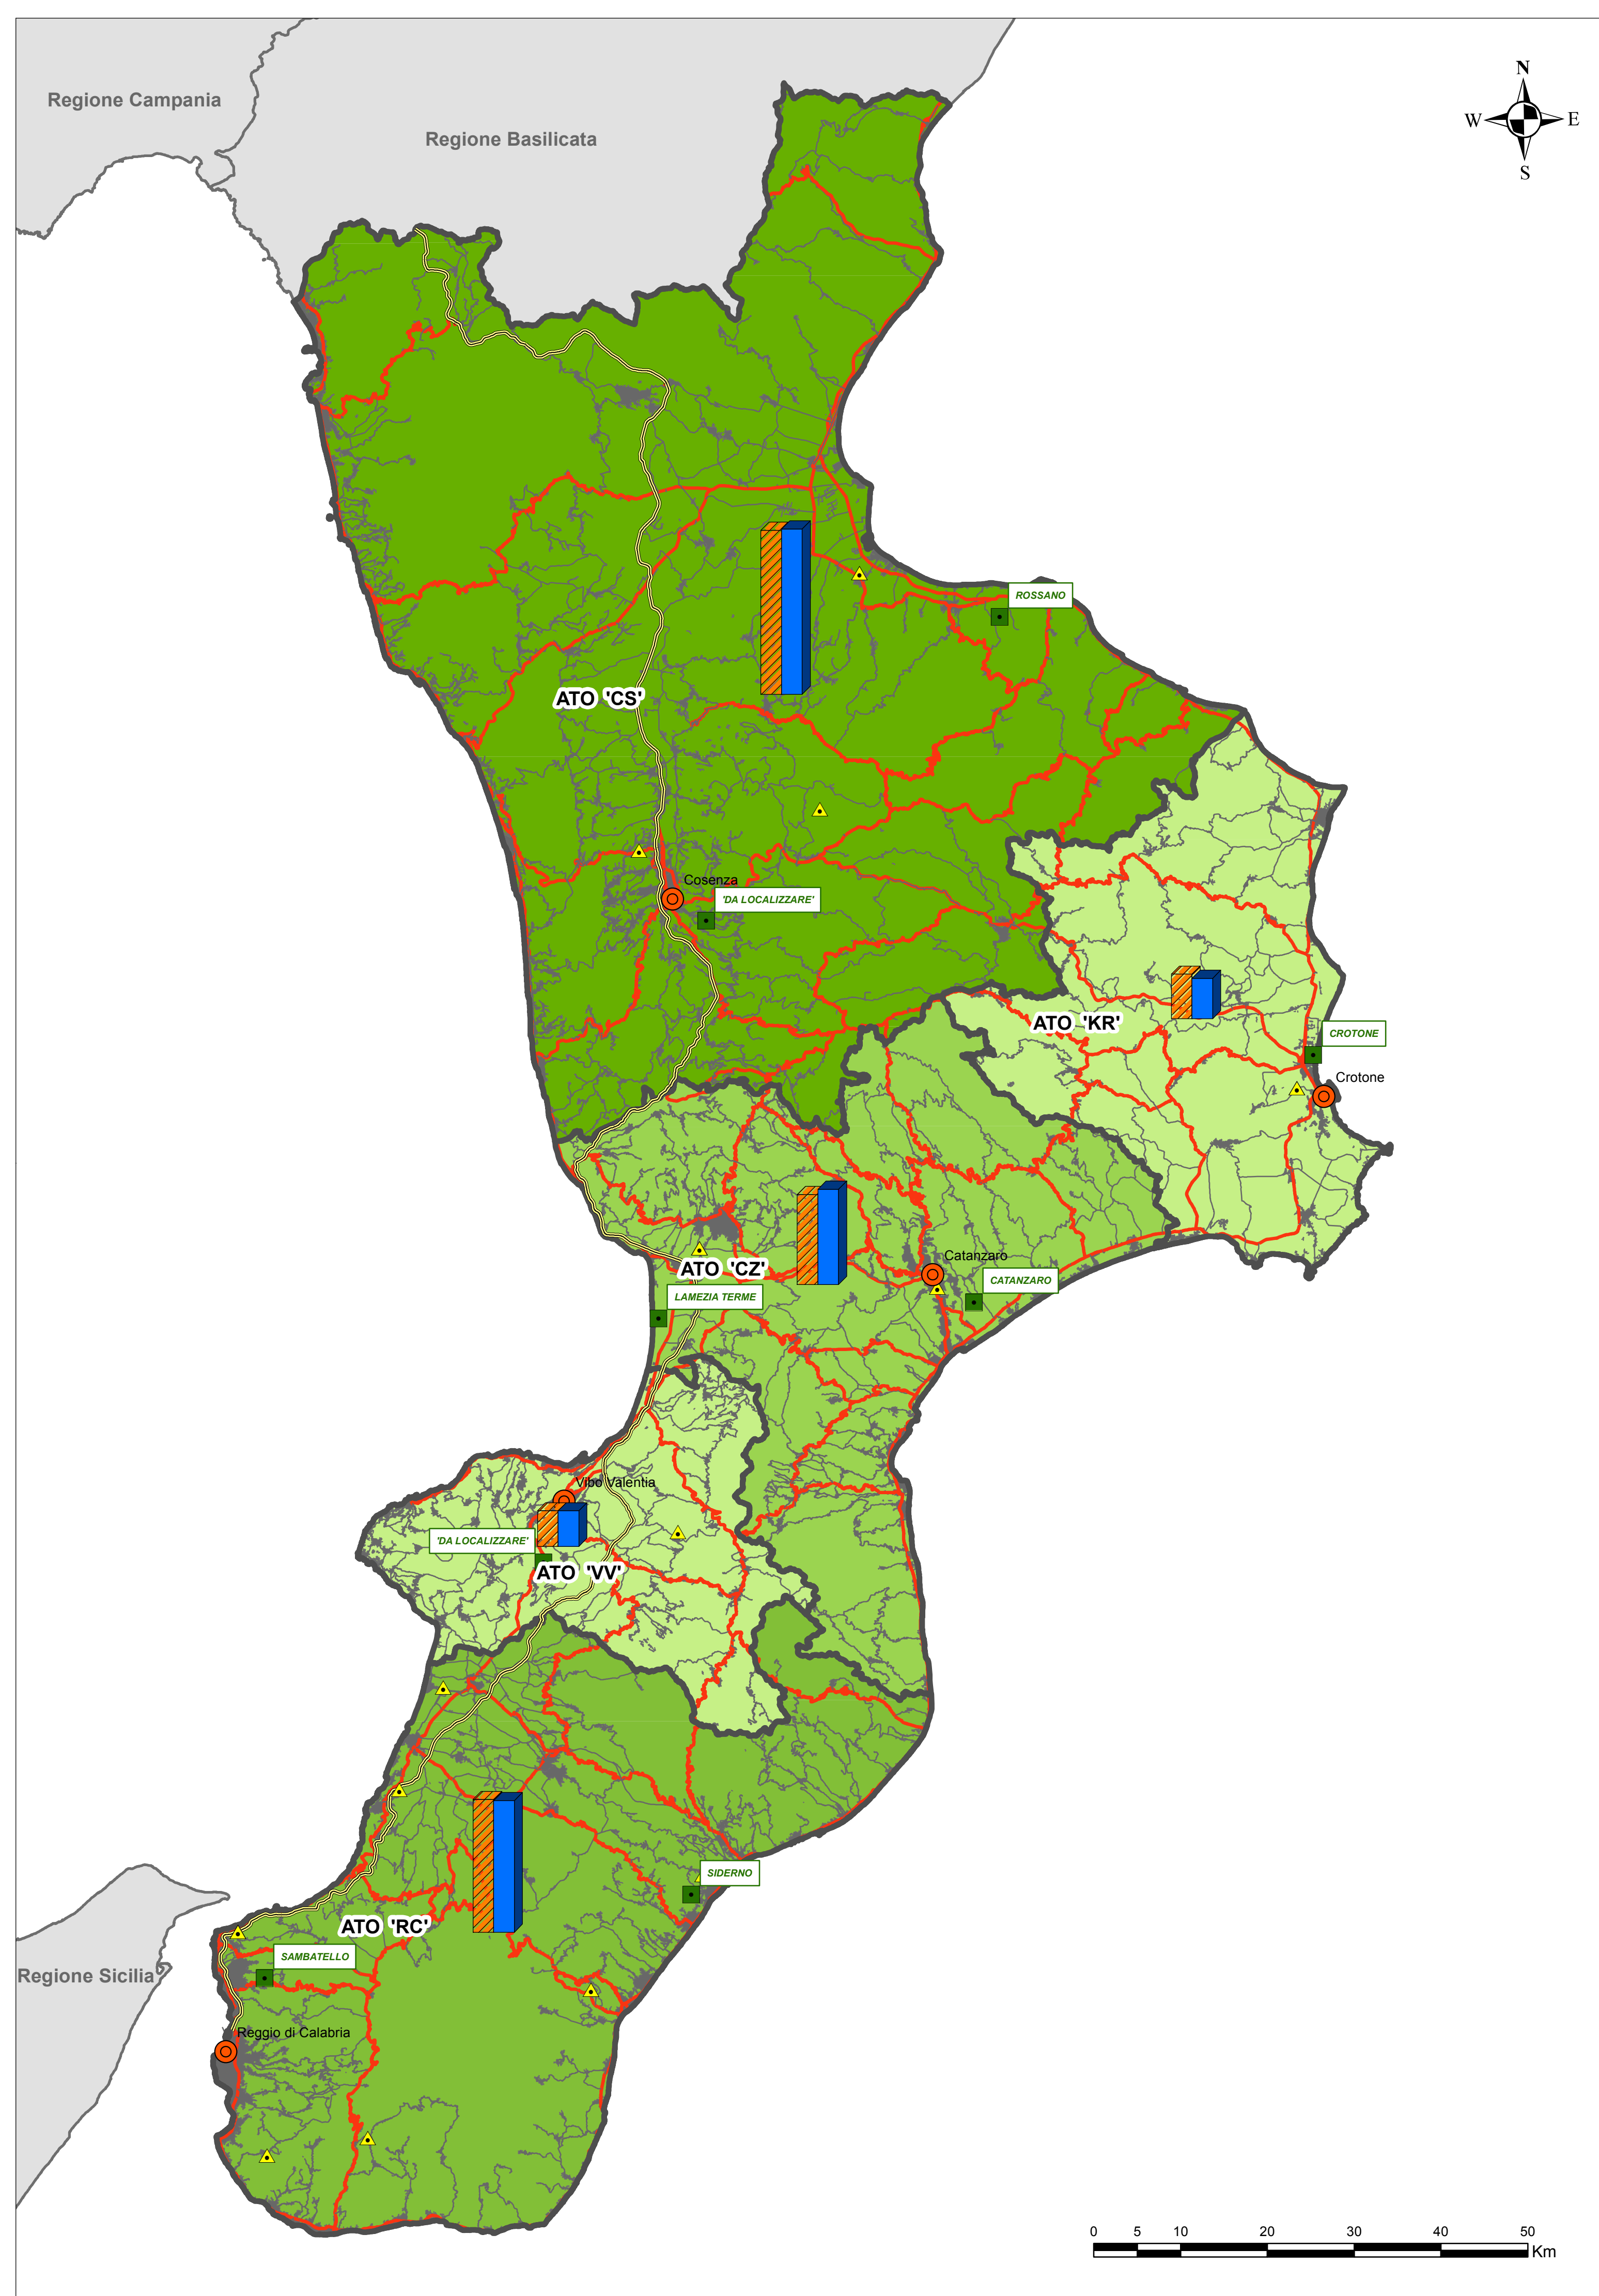 N
Regione Campania
W
E
Regione Basilicata
S
ROSSANO
ATO 'CS'
Cosenza
'DA LOCALIZZARE'
ATO 'KR'
CROTONE
Crotone
Catanzaro
ATO 'CZ'
CATANZARO
LAMEZIA TERME
Vibo Valentia
'DA LOCALIZZARE'
ATO 'VV'
SIDERNO
ATO 'RC'
SAMBATELLO
Regione Sicilia
Reggio di Calabria
0 5 10 20 30 40 50
Km